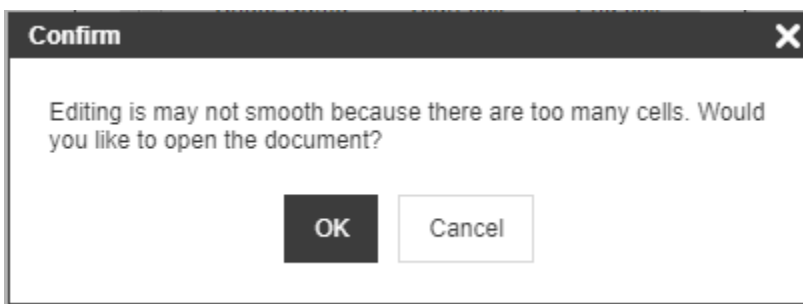 Confirm
Editing is may not smooth because there are too many cells. Would
you like to open the document?
OK Cancel